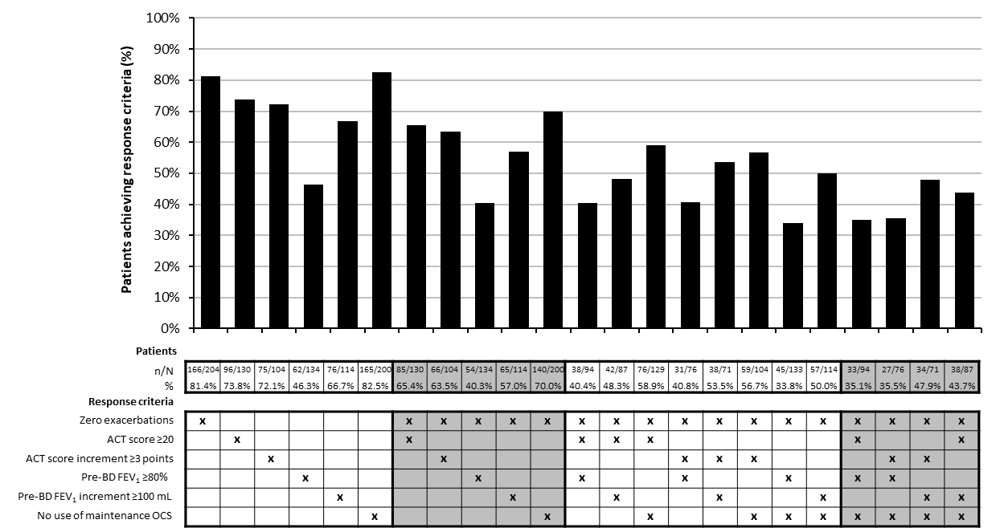 100%
90%
80%
70%
60%
50%
40%
30%
20%
10%
0%
Patients achieving response criteria (%)
Patients
n/N 166/204 96/130 75/104 62/134 76/114 165/200 85/130 66/104 54/134 65/114 140/200 38/94 42/87 76/129 31/76 38/71 59/104 45/133 57/114 33/94 27/76 34/71 38/87
% 81.4% 73.8% 72.1% 46.3% 66.7% 82.5% 65.4% 63.5% 40.3% 57.0% 70.0% 40.4% 48.3% 58.9% 40.8% 53.5% 56.7% 33.8% 50.0% 35.1% 35.5% 47.9% 43.7%
Response criteria
Zero exacerbations x x x x x x x x x x x x x x x x x x
ACT score ≥20 x x x x x x x
ACT score increment ≥3 points x x x x x x x
Pre-BD FEV₁ ≥80% x x x x x x x
Pre-BD FEV₁ increment ≥100 mL x x x x x x x
No use of maintenance OCS x x x x x x x x x x